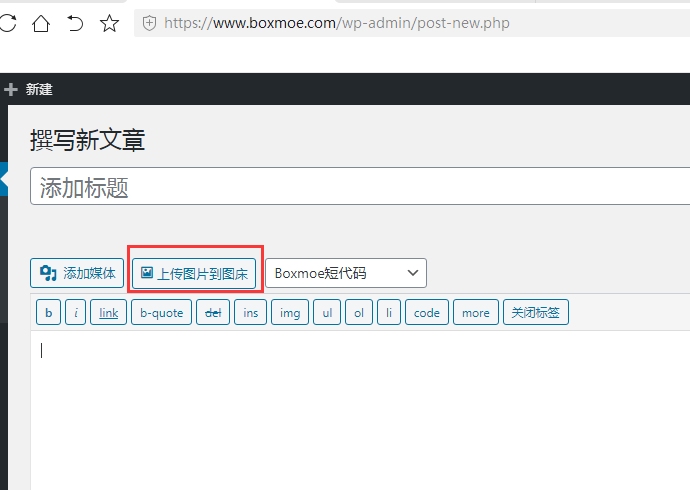 https://www.boxmoe.com/wp-admin/post-new.php
新建
撰写新文章
添加标题
添加媒体 上传图片到图床 Boxmoe短代码
b i link b-quote del ins img ul ol li code more 关闭标签